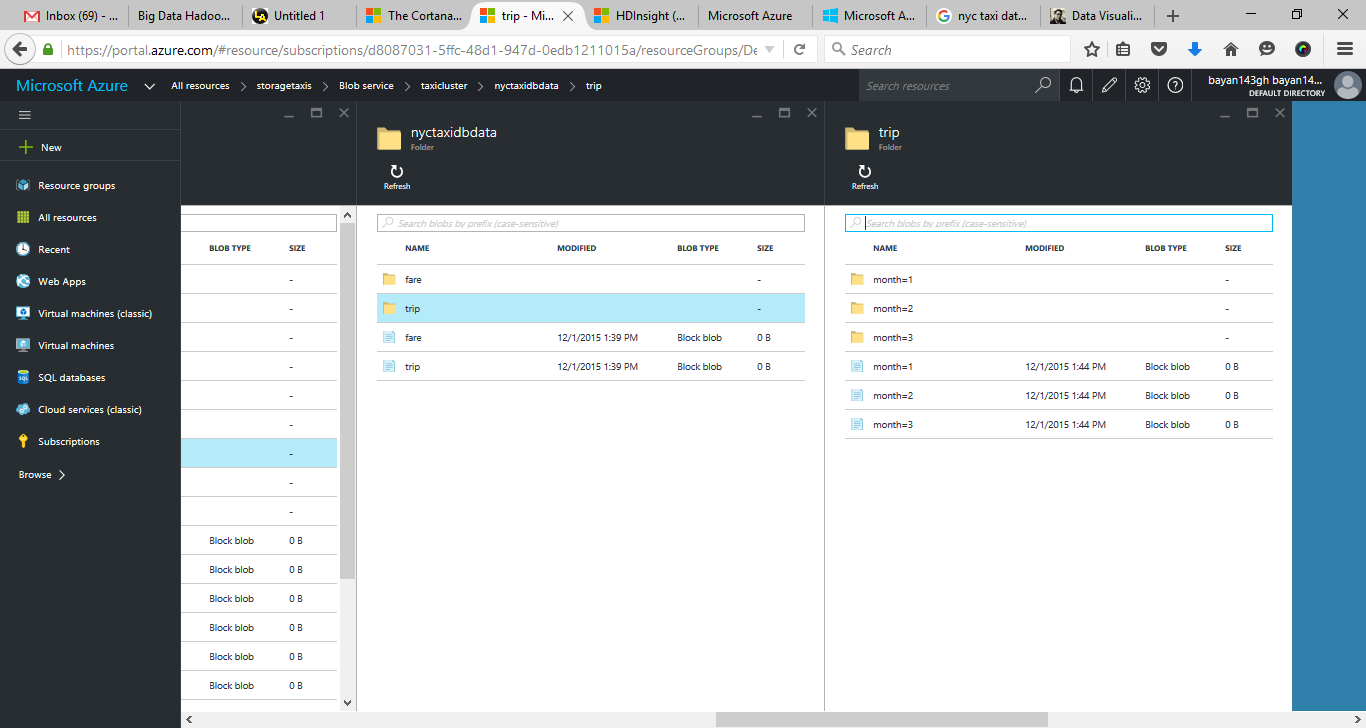 Inbox (69) - ...
Big Data Hadoo...
Untitled 1
The Cortana...
trip - Mi...
HDInsight (...
Microsoft Azure
Microsoft A...
nyc taxi dat...
Data Visuali...
https://portal.azure.com/#resource/subscriptions/d8087031-5ffc-48d1-947d-0edb1211015a/resourceGroups/De
Search
Microsoft Azure
All resources
storagetaxis
Blob service
taxicluster
nyctaxidbdata
trip
Search resources
bayan143gh bayan14...
DEFAULT DIRECTORY
New
Resource groups
All resources
Recent
Web Apps
Virtual machines (classic)
Virtual machines
SQL databases
Cloud services (classic)
Subscriptions
Browse
BLOB TYPE SIZE
-
-
-
-
-
-
-
-
-
Block blob 0 B
Block blob 0 B
Block blob 0 B
Block blob 0 B
Block blob 0 B
Block blob 0 B
nyctaxidbdata
Folder
Refresh
Search blobs by prefix (case-sensitive)
NAME MODIFIED BLOB TYPE SIZE
fare -
trip -
fare 12/1/2015 1:39 PM Block blob 0 B
trip 12/1/2015 1:39 PM Block blob 0 B
trip
Folder
Refresh
Search blobs by prefix (case-sensitive)
NAME MODIFIED BLOB TYPE SIZE
month=1 -
month=2 -
month=3 -
month=1 12/1/2015 1:44 PM Block blob 0 B
month=2 12/1/2015 1:44 PM Block blob 0 B
month=3 12/1/2015 1:44 PM Block blob 0 B